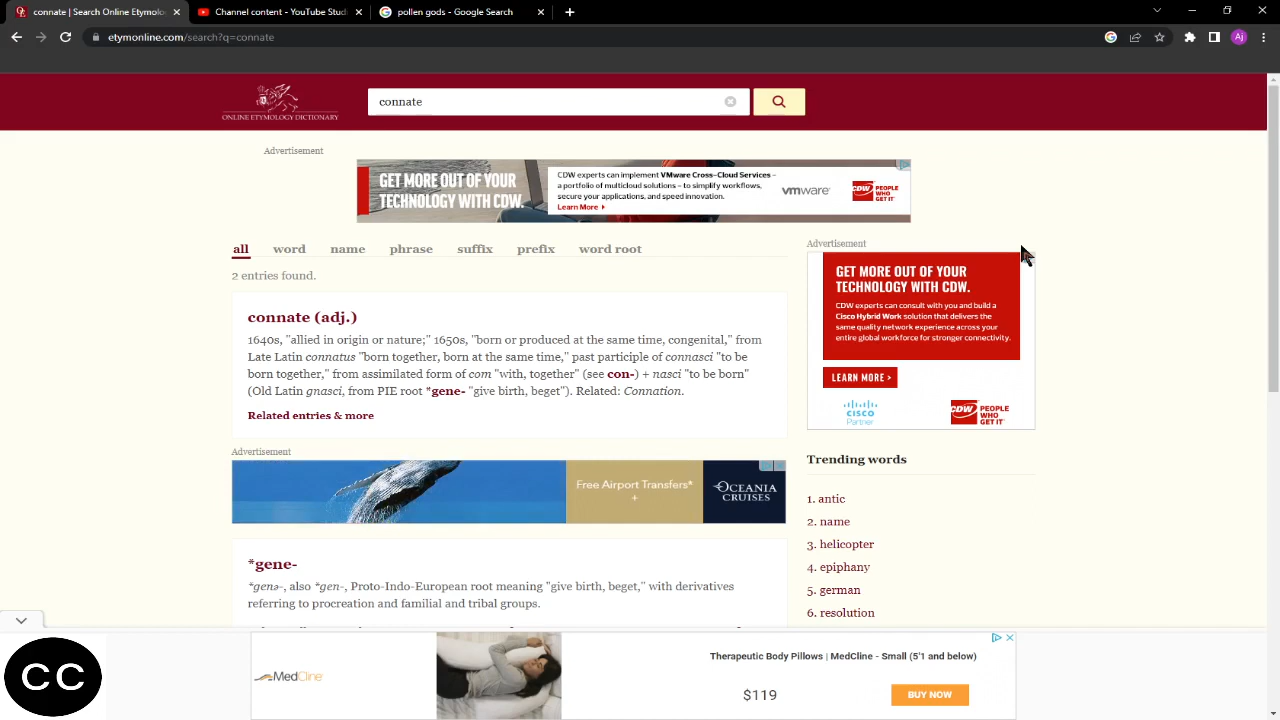 connate | Search Online Etymol
Content Creator - YouTube Stud
pollen gods - Google Search
Aj
etymonline.com/search?q=connate
ONLINE ETYMOLOGY DICTIONARY
connate
Advertisement
GET MORE OUT OF YOUR
TECHNOLOGY WITH CDW.
CDW experts can implement VMware Cross-Cloud Services –
a portfolio of multicloud solutions – to simplify workflows,
secure your applications, and speed innovation.
Learn More
vmware
CDW PEOPLE WHO GET IT
all word name phrase suffix prefix word root
2 entries found.
connate (adj.)
1640s, "allied in origin or nature;" 1650s, "born or produced at the same time, congenital," from
Late Latin connatus "born together, born at the same time," past participle of connasci "to be
born together," from assimilated form of com "with, together" (see con-) + nasci "to be born"
(Old Latin gnasci, from PIE root *gene- "give birth, beget"). Related: Connation.
Related entries & more
Advertisement
Free Airport Transfers*
+
OCEANIA
CRUISES
*gene-
*genə-, also *gen-, Proto-Indo-European root meaning "give birth, beget," with derivatives
referring to procreation and familial and tribal groups.
Advertisement
GET MORE OUT OF YOUR
TECHNOLOGY WITH CDW.
CDW experts can consult with you and build a
Cisco Hybrid Work solution that delivers the
same quality network experience across your
entire global workforce for stronger connectivity.
LEARN MORE >
CISCO
Partner
CDW PEOPLE WHO GET IT
Trending words
1. antic
2. name
3. helicopter
4. epiphany
5. german
6. resolution
CC
MedCline
Therapeutic Body Pillows | MedCline - Small (5'1 and below)
$119
BUY NOW